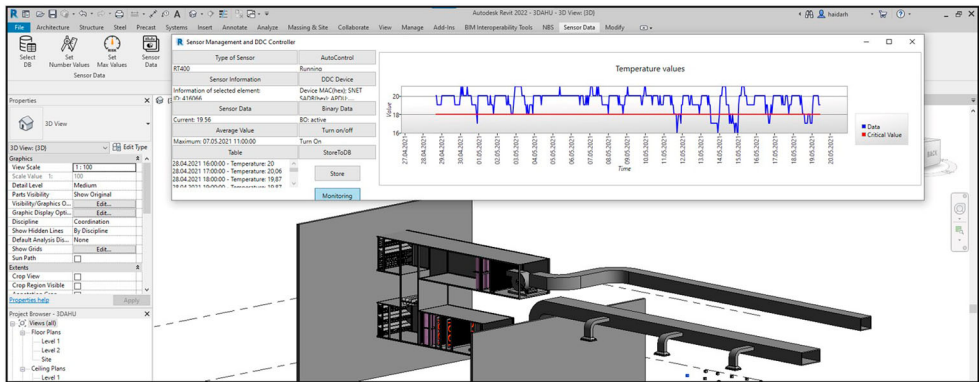 Autodesk Revit 2022 - 3DAHU - 3D View {3D}
haidarh
File Architecture Structure Steel Precast Systems Insert Annotate Analyze Massing & Site Collaborate View Manage Add-Ins BIM Interoperability Tools NBS Sensor Data Modify
Select DB
Set Number Values
Set Max Values
Sensor Data
Sensor Data
Properties
3D View
3D View: {3D}
Edit Type
Graphics
View Scale 1 : 100
Scale Value 1: 100
Detail Level Medium
Parts Visibility Show Original
Visibility/Graphics O... Edit...
Graphic Display Opti... Edit...
Discipline Coordination
Show Hidden Lines By Discipline
Default Analysis Dis... None
Show Grids Edit...
Sun Path
Extents
Crop View
Crop Region Visible
Properties help
Apply
Project Browser - 3DAHU
Views (all)
Floor Plans
Level 1
Level 2
Site
Ceiling Plans
Level 1
Sensor Management and DDC Controller
Type of Sensor
AutoControl
RT400
Running
Sensor Information
DDC Device
Information of selected element:
Device MAC(hex): SNET
ID: 416066
Sensor Data
Binary Data
Current: 19.56
BO: active
Average Value
Turn on/off
Maximum: 07.05.2021 11:00:00
Turn On
Table
StoreToDB
28.04.2021 16:00:00 - Temperature: 20
28.04.2021 17:00:00 - Temperature: 20,06
28.04.2021 18:00:00 - Temperature: 19,87
28.04.2021 19:00:00 - Temperature: 19,87
Store
Monitoring
Temperature values
Value
20
18
16
27.04.2021
28.04.2021
29.04.2021
30.04.2021
01.05.2021
02.05.2021
03.05.2021
04.05.2021
05.05.2021
06.05.2021
07.05.2021
08.05.2021
09.05.2021
10.05.2021
11.05.2021
12.05.2021
13.05.2021
14.05.2021
15.05.2021
16.05.2021
17.05.2021
18.05.2021
19.05.2021
20.05.2021
Time
Data
Critical Value
BACK